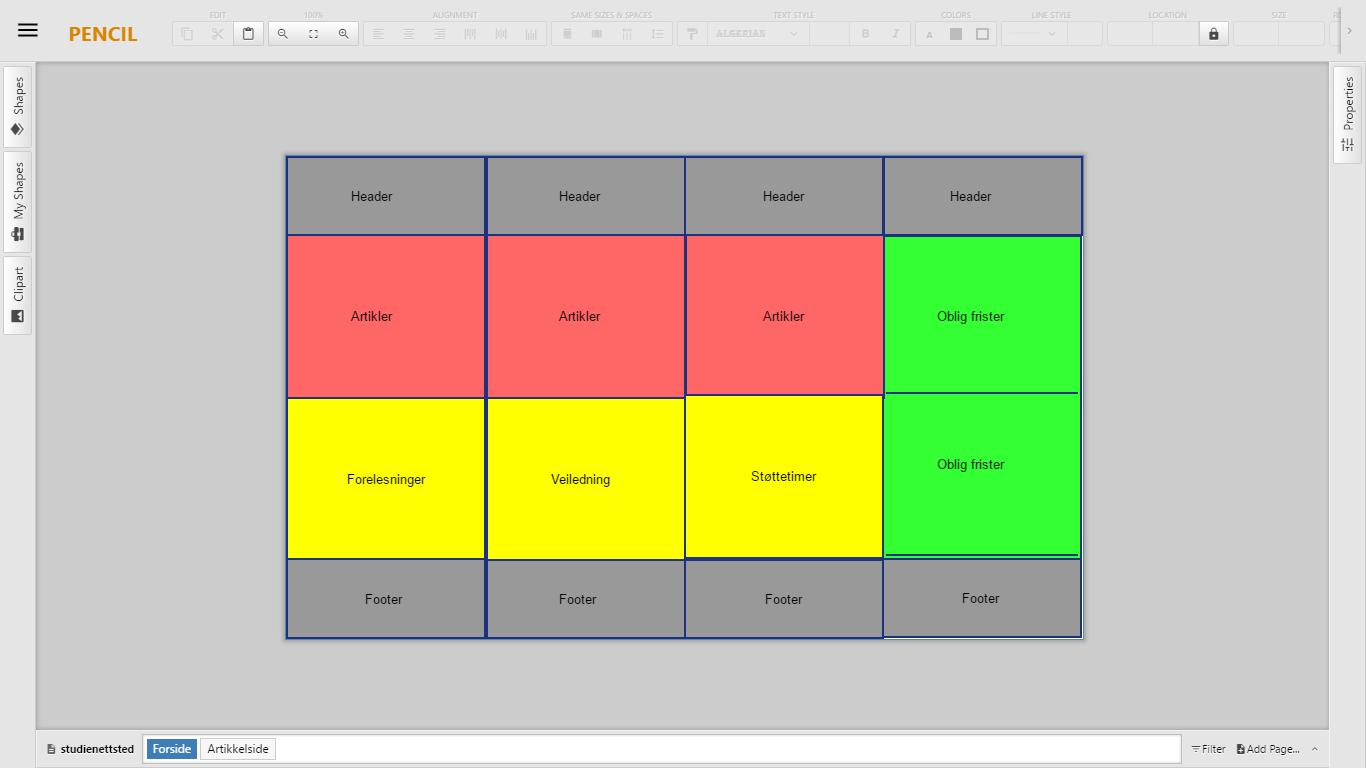 EDIT 100% ALIGNMENT SAME SIZES & SPACES TEXT STYLE COLORS LINE STYLE LOCATION SIZE
PENCIL
ALGERIAN B I A
Shapes
My Shapes
Clipart
Properties
Header Header Header Header
Artikler Artikler Artikler Oblig frister
Forelesninger Veiledning Støttetimer Oblig frister
Footer Footer Footer Footer
studienettsted Forside Artikkelside Filter Add Page...